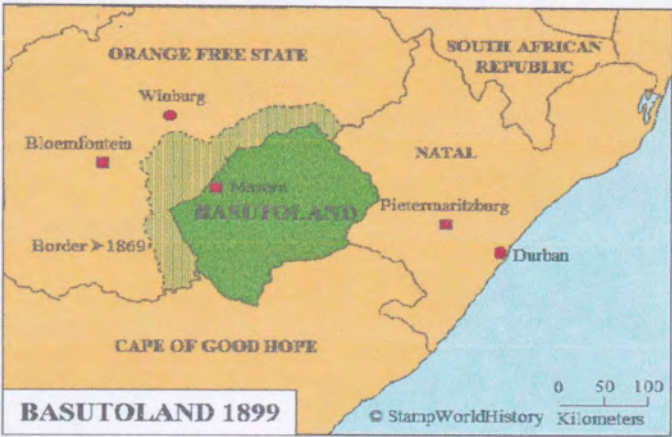 ORANGE FREE STATE
SOUTH AFRICAN
REPUBLIC
Winburg
Bloemfontein
NATAL
Maseru
BASUTOLAND
Pietermaritzburg
Border > 1869
Durban
CAPE OF GOOD HOPE
0 50 100
BASUTOLAND 1899
© StampWorldHistory Kilometers